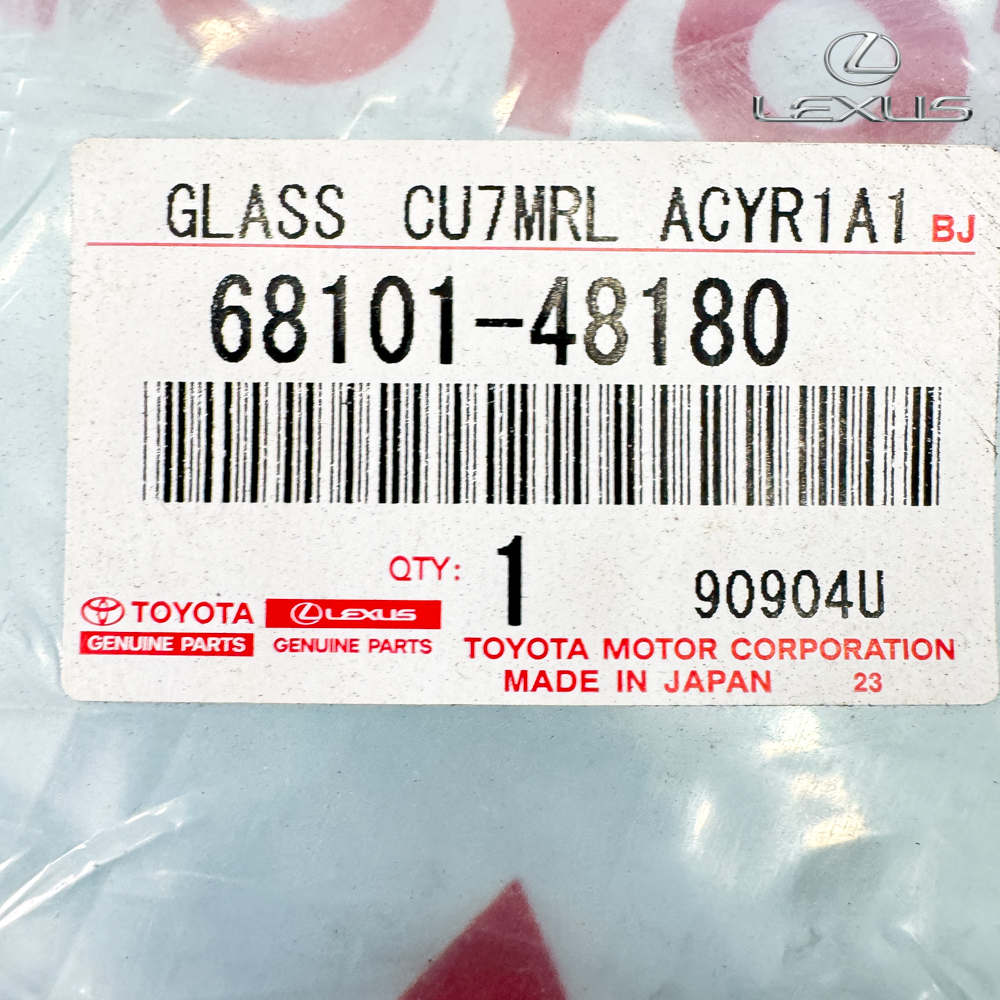 TOYOTA
LEXUS
GLASS CU7MRL ACYR1A1 BJ
68101-48180
QTY: 1
90904U
TOYOTA LEXUS
GENUINE PARTS GENUINE PARTS
TOYOTA MOTOR CORPORATION
MADE IN JAPAN 23